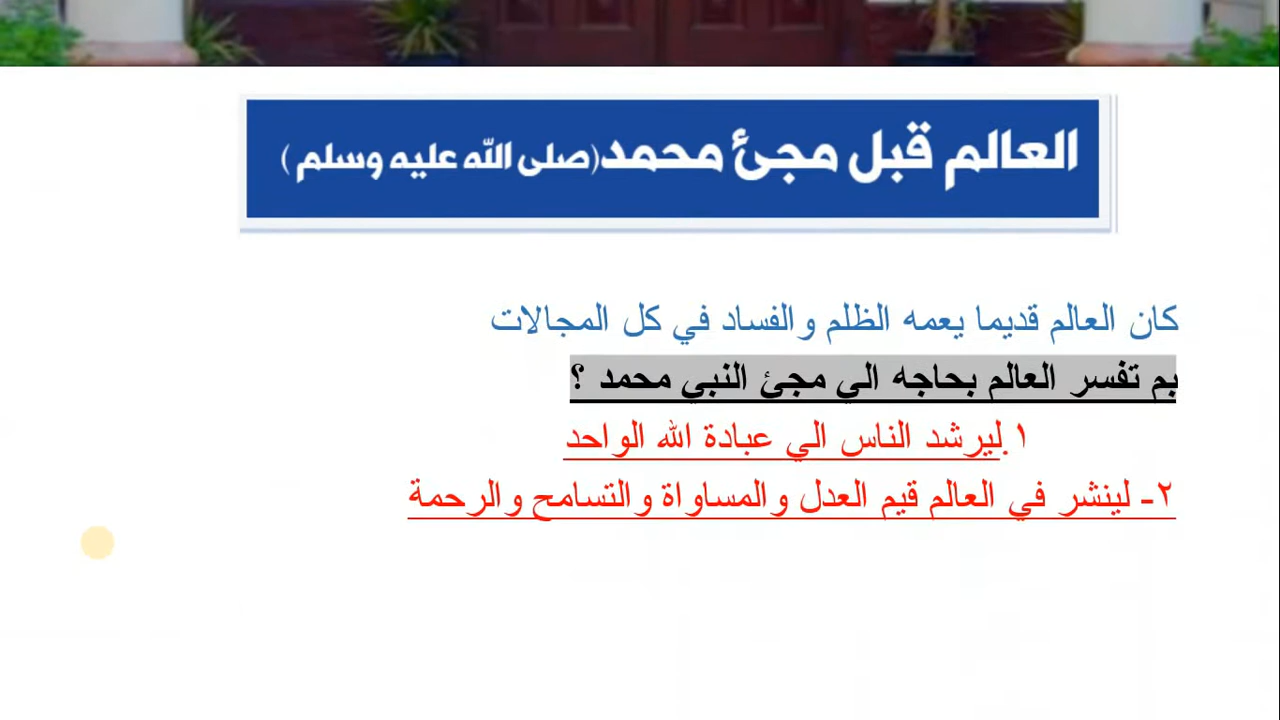 العالم قبل مجئ محمد(صلى الله عليه وسلم )
كان العالم قديما يعمه الظلم والفساد في كل المجالات
بم تفسر العالم بحاجه الي مجئ النبي محمد ؟
١.ليرشد الناس الي عبادة الله الواحد
٢- لينشر في العالم قيم العدل والمساواة والتسامح والرحمة